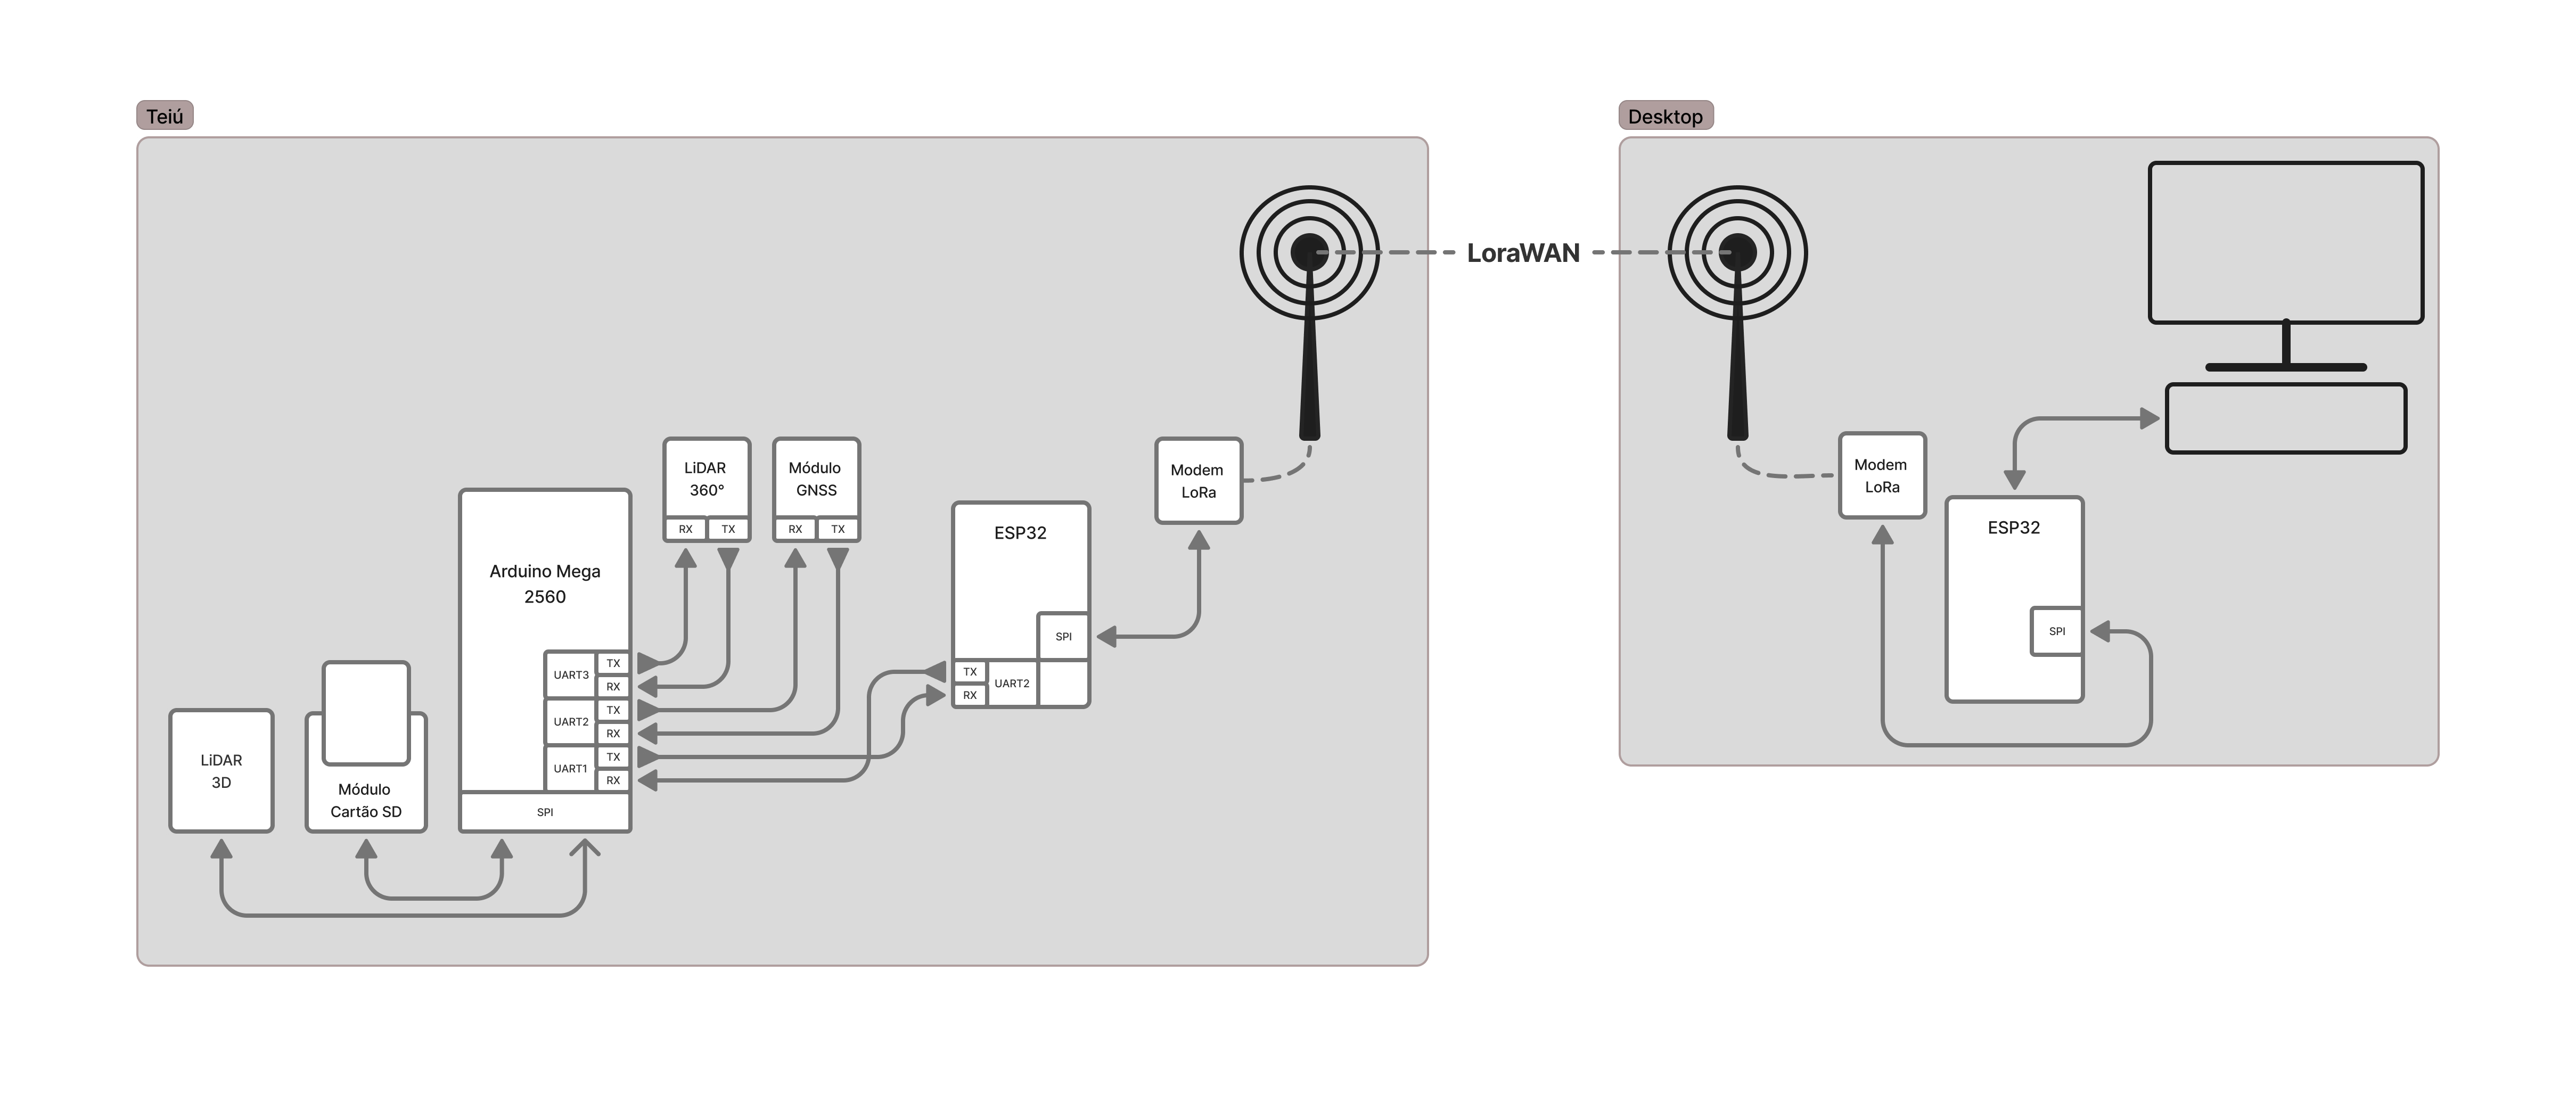 Teiú
Desktop
LoraWAN
LiDAR
360°
RX TX
Módulo
GNSS
RX TX
Modem
LoRa
Arduino Mega
2560
UART3
TX
RX
UART2
TX
RX
UART1
TX
RX
SPI
LiDAR
3D
Módulo
Cartão SD
ESP32
SPI
TX
RX
UART2
Modem
LoRa
ESP32
SPI